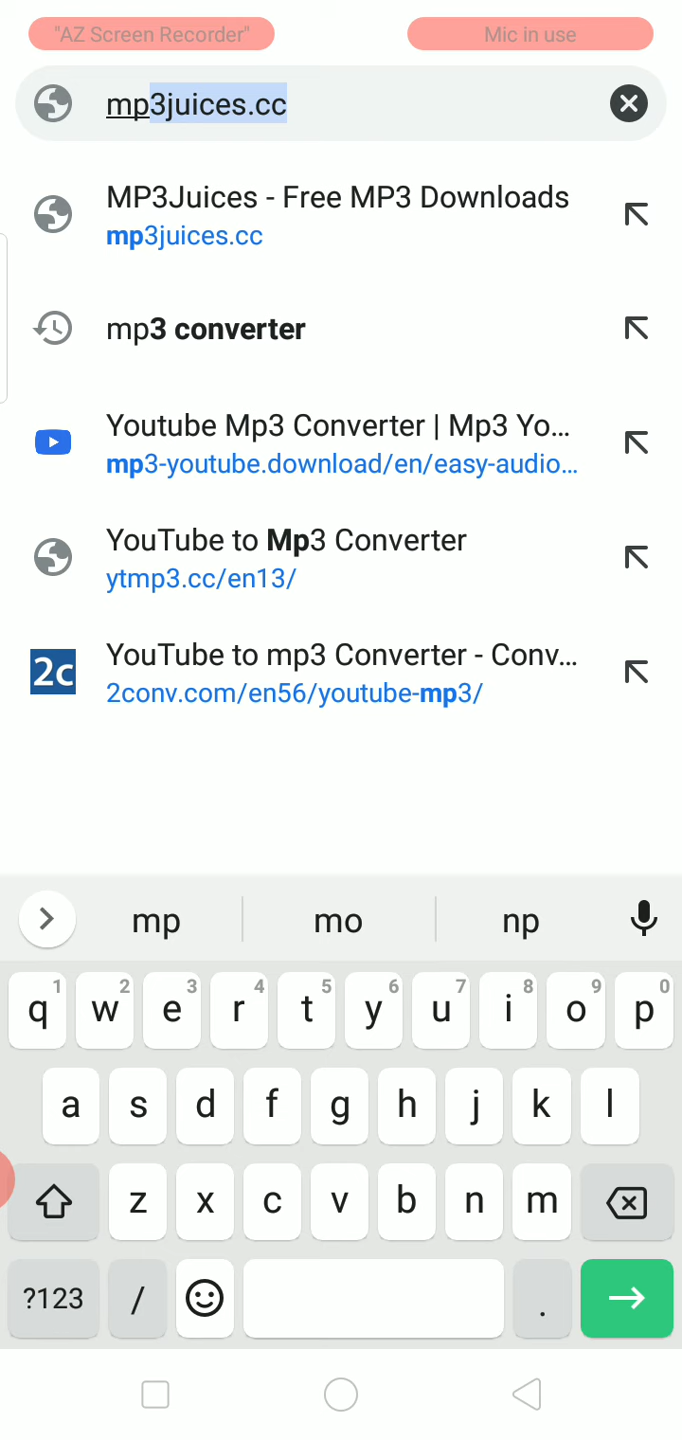 "AZ Screen Recorder" Mic in use
mp3juices.cc
MP3Juices - Free MP3 Downloads
mp3juices.cc
mp3 converter
Youtube Mp3 Converter | Mp3 Yo...
mp3-youtube.download/en/easy-audio...
YouTube to Mp3 Converter
ytmp3.cc/en13/
2c
YouTube to mp3 Converter - Conv...
2conv.com/en56/youtube-mp3/
mp mo np
1 2 3 4 5 6 7 8 9 0
q w e r t y u i o p
a s d f g h j k l
z x c v b n m
?123 / .